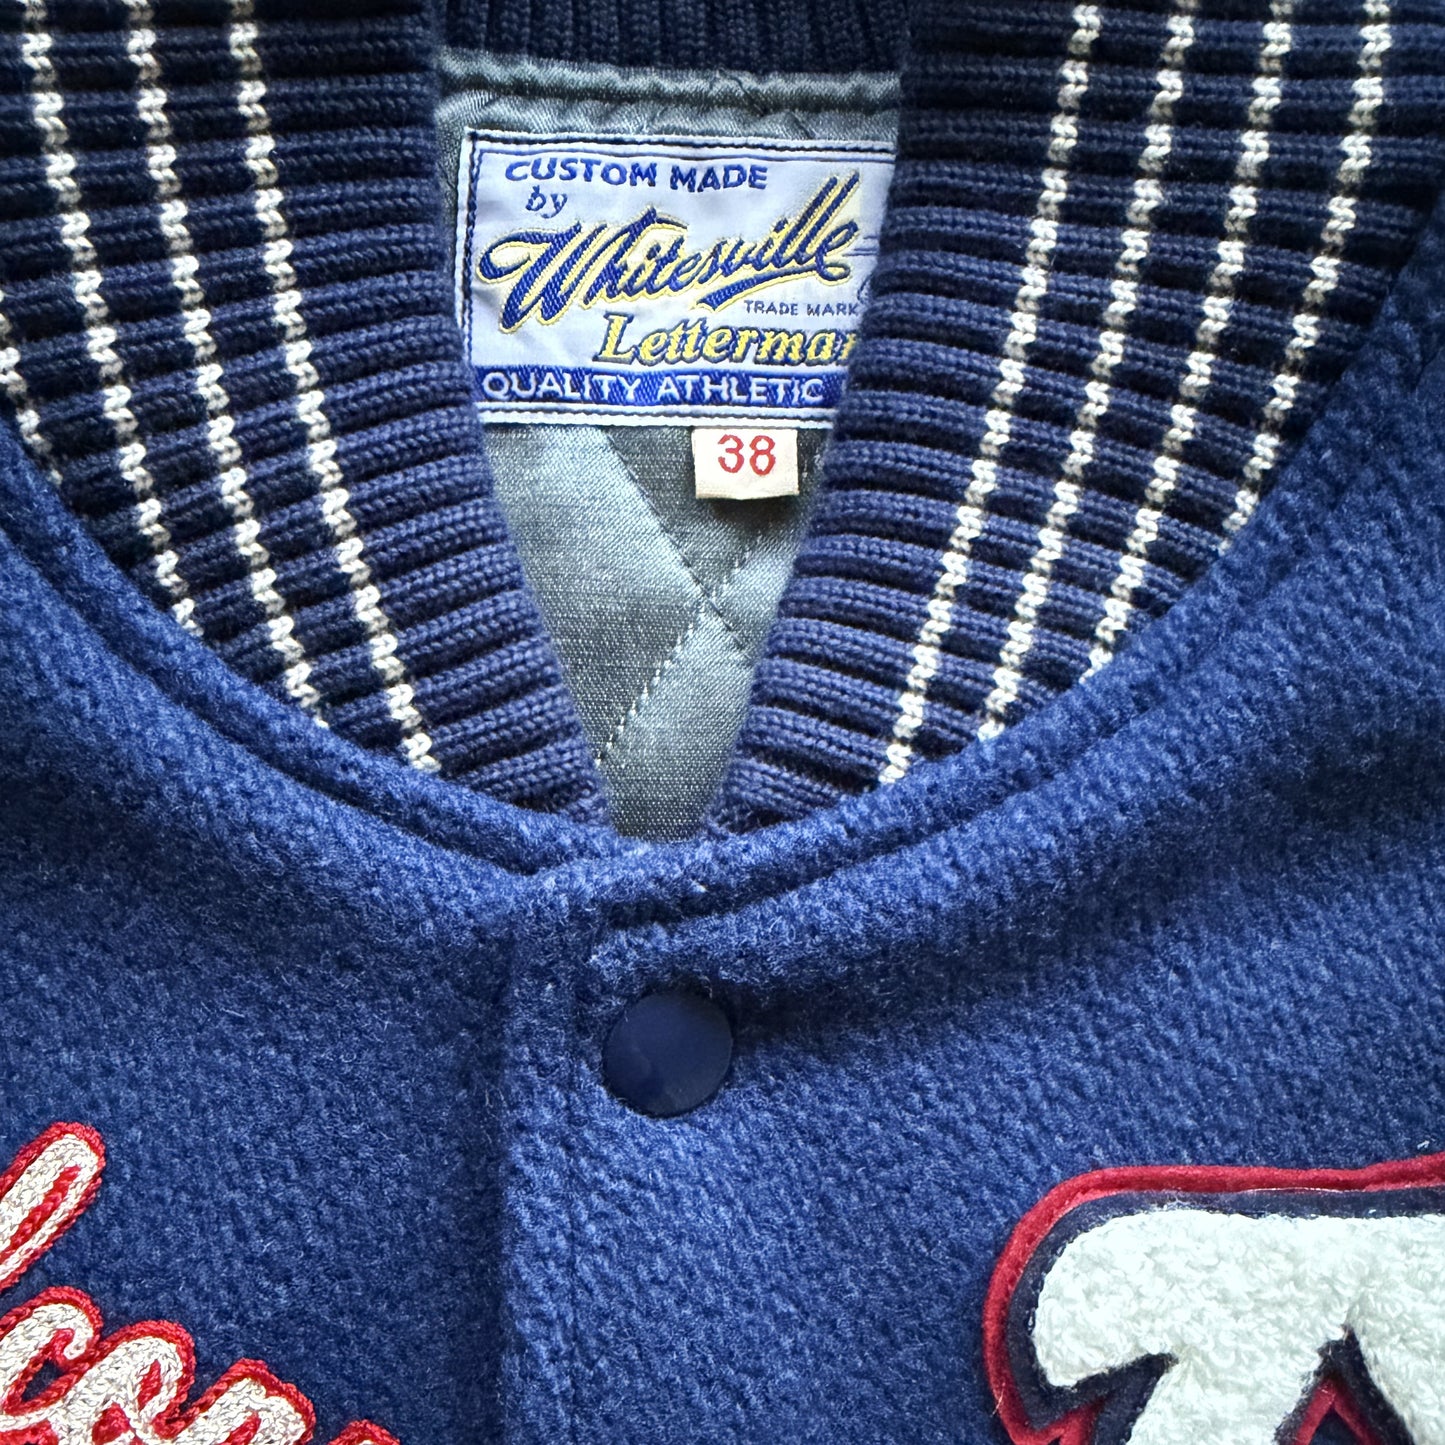 CUSTOM MADE
by
Whitesville
TRADE MARK
Letterman
QUALITY ATHLETIC
38